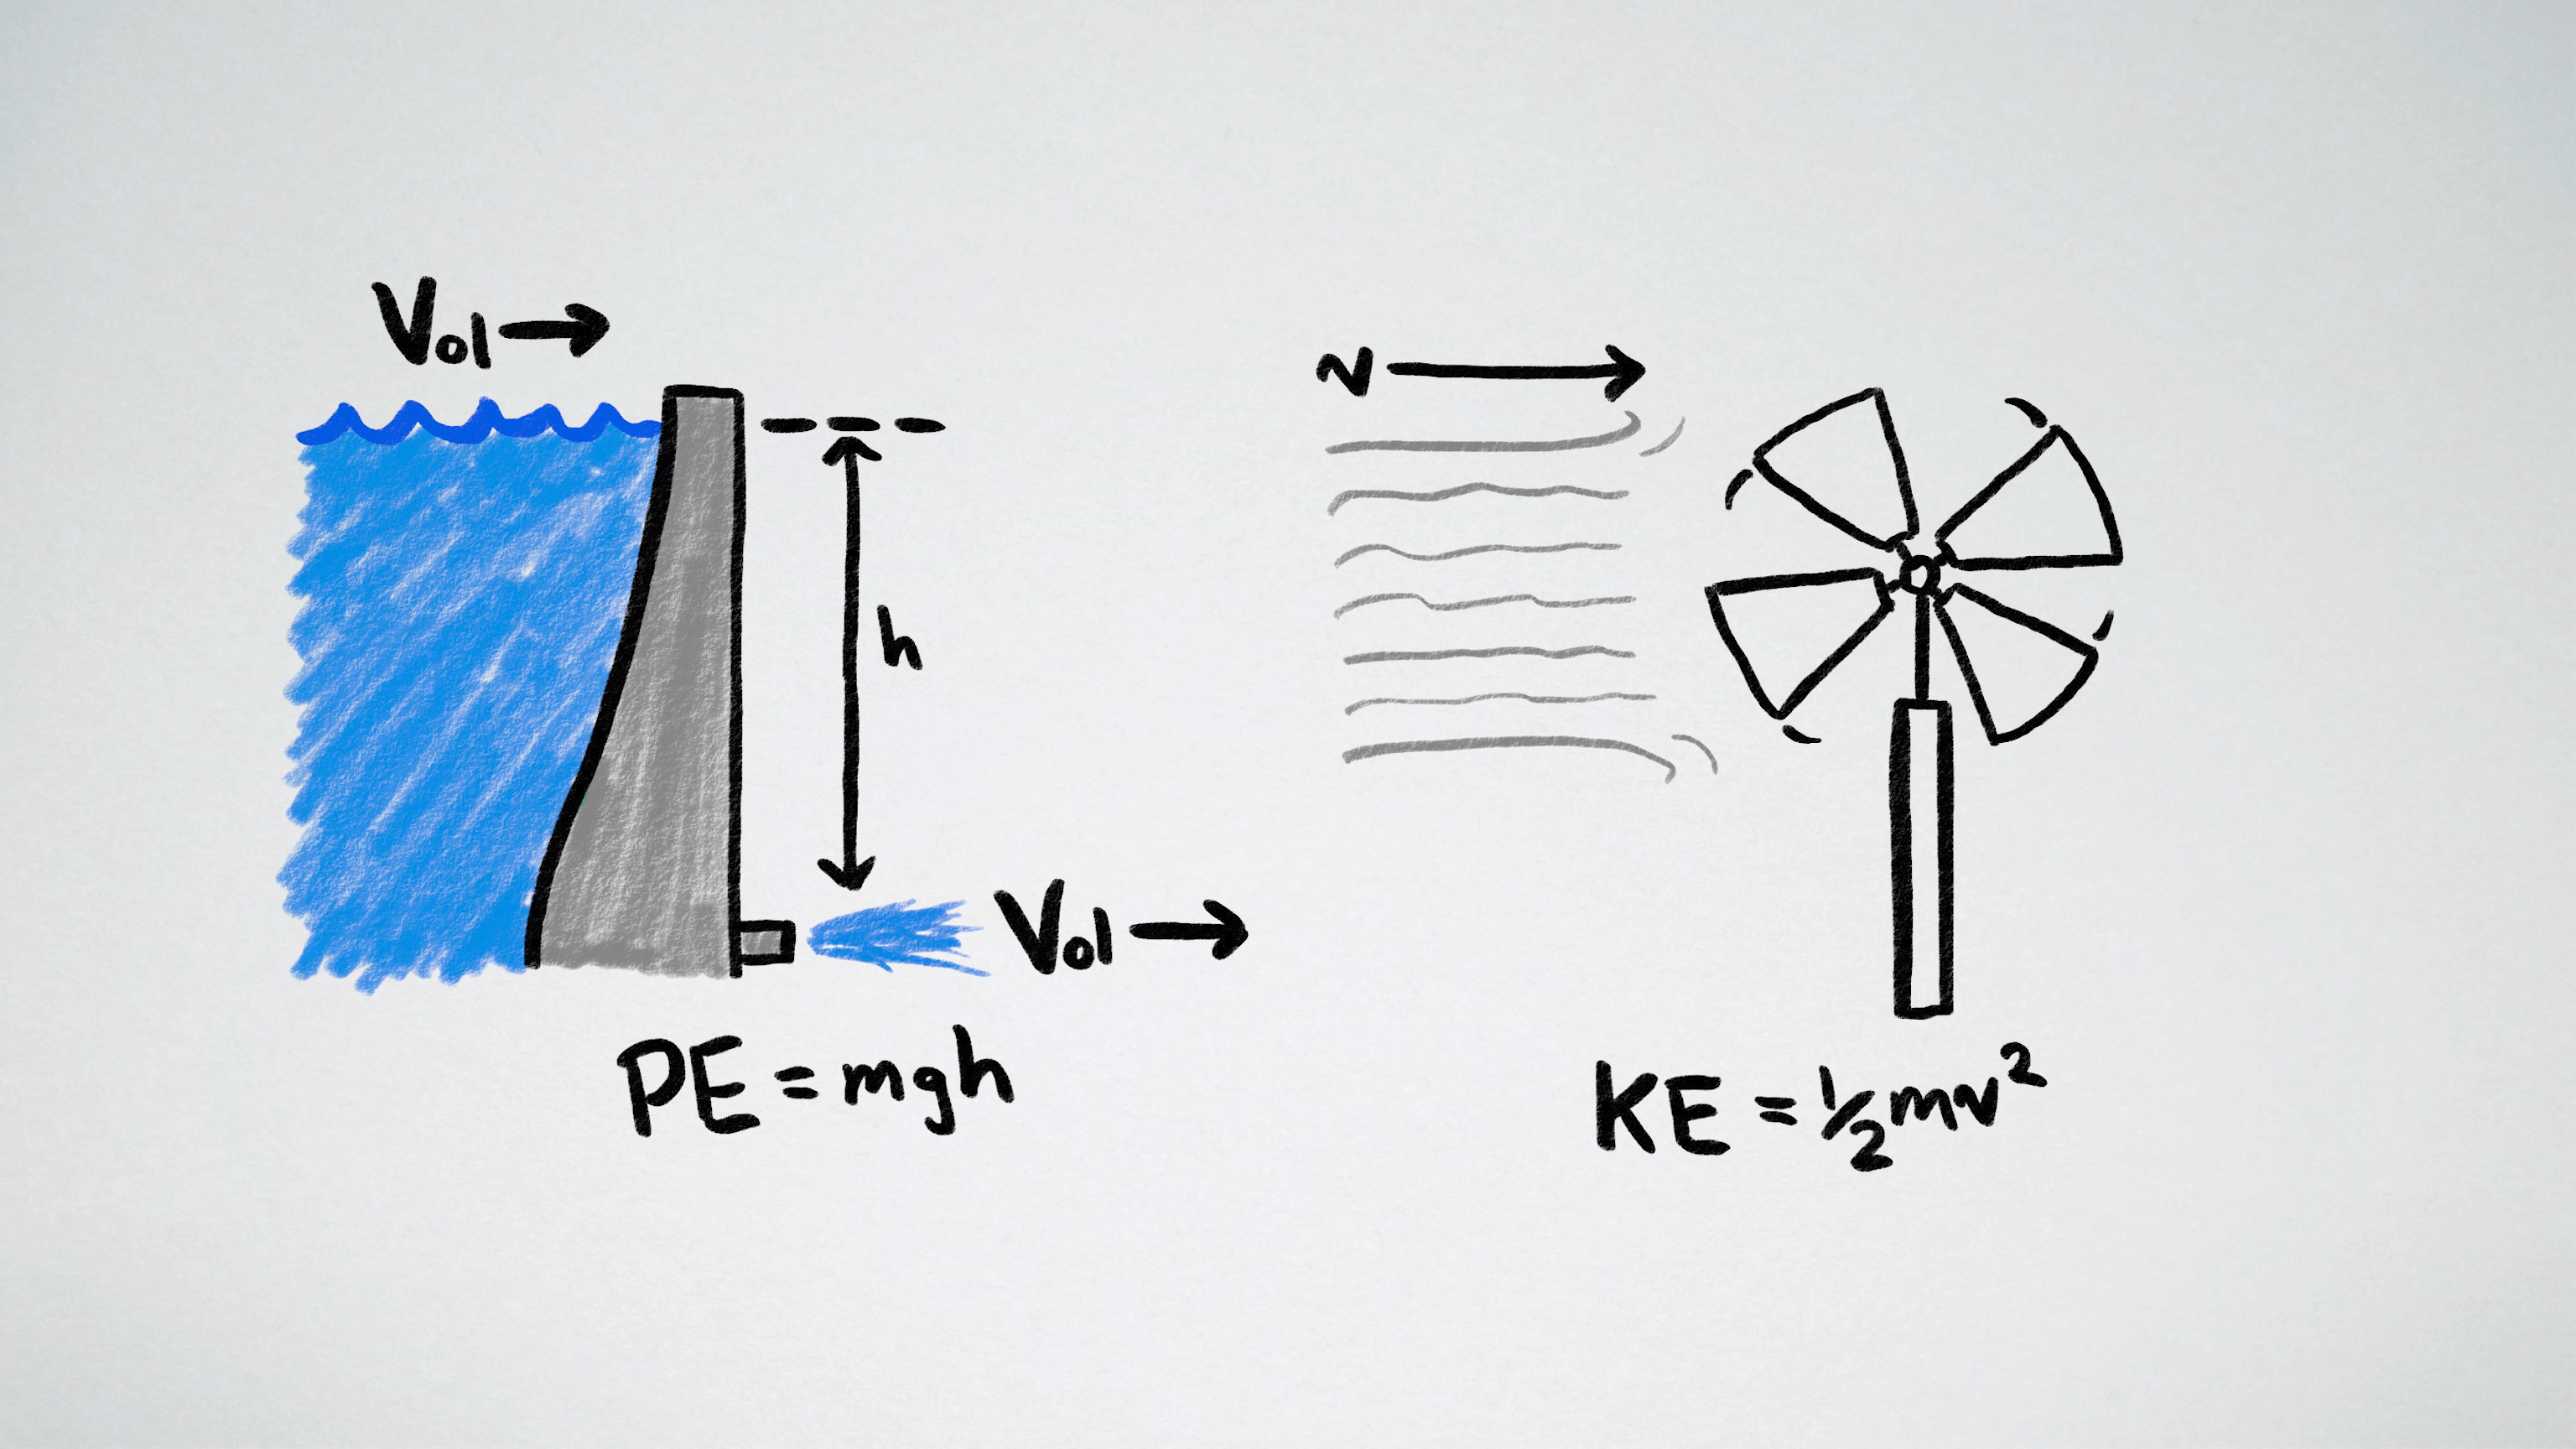 Vol →
h
Vol →
PE = mgh
v →
KE = ½mv²